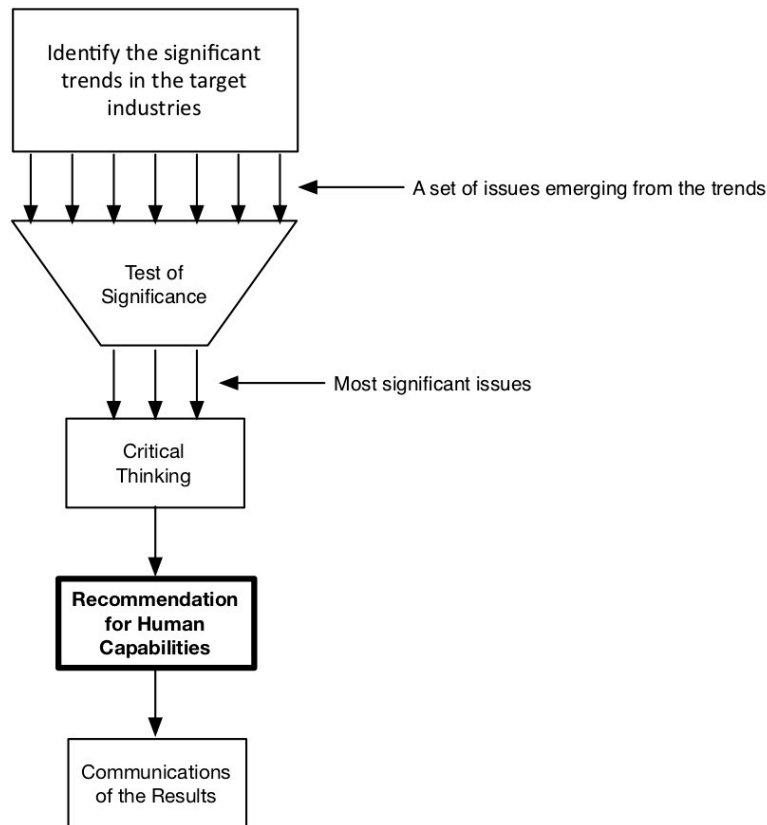 Identify the significant
trends in the target
industries
A set of issues emerging from the trends
Test of
Significance
Most significant issues
Critical
Thinking
Recommendation
for Human
Capabilities
Communications
of the Results